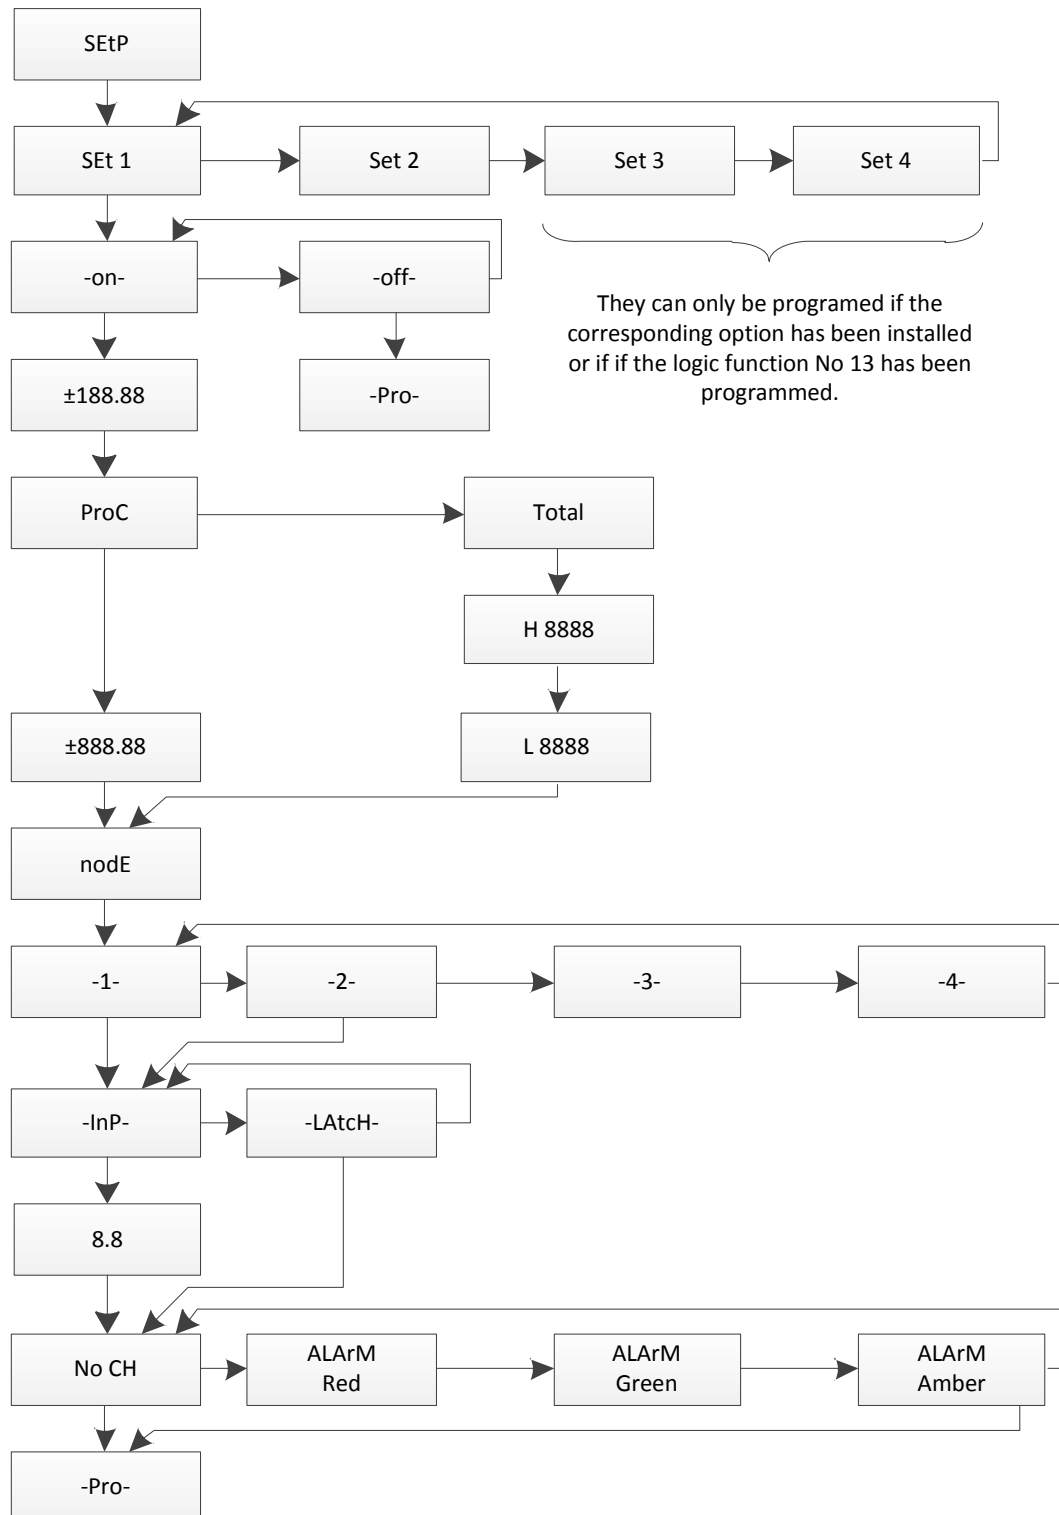 SEtP
SEt 1
Set 2
Set 3
Set 4
-on-
-off-
They can only be programed if the
corresponding option has been installed
or if if the logic function No 13 has been
programmed.
±188.88
-Pro-
ProC
Total
H 8888
±888.88
L 8888
nodE
-1-
-2-
-3-
-4-
-InP-
-LAtcH-
8.8
No CH
ALArM
Red
ALArM
Green
ALArM
Amber
-Pro-